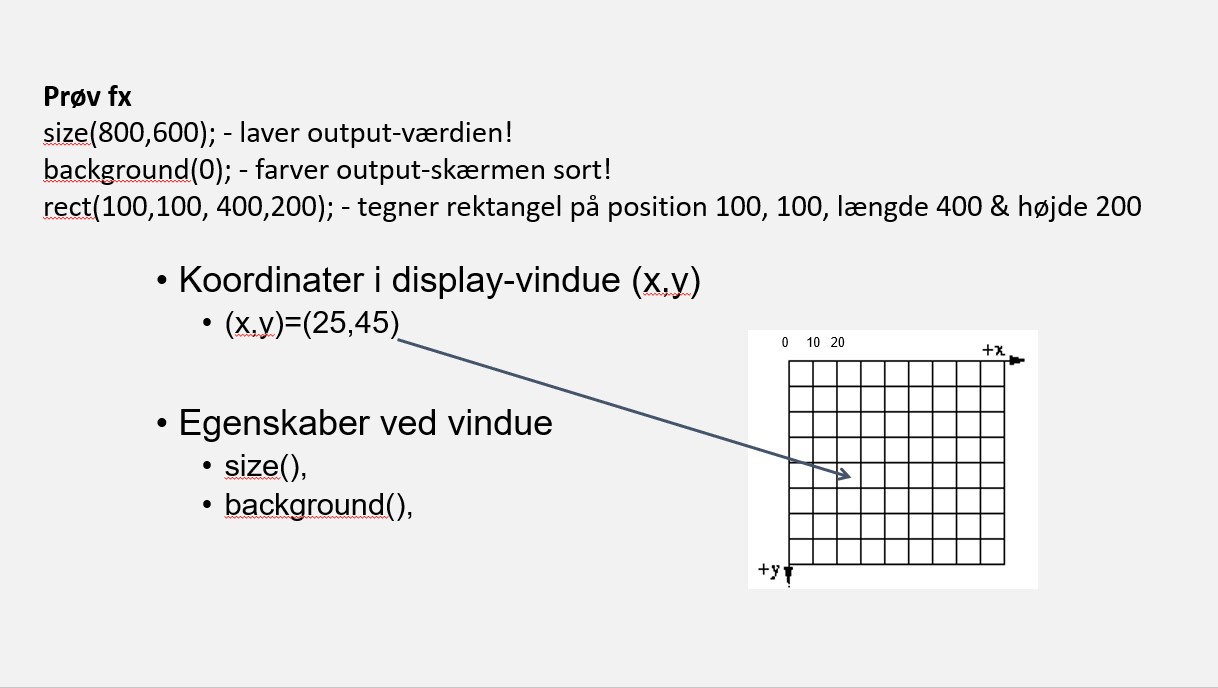 Prøv fx
size(800,600); - laver output-værdien!
background(0); - farver output-skærmen sort!
rect(100,100, 400,200); - tegner rektangel på position 100, 100, længde 400 & højde 200
• Koordinater i display-vindue (x,y)
• (x,y)=(25,45)
• Egenskaber ved vindue
• size(),
• background(),
0 10 20
+x
+y